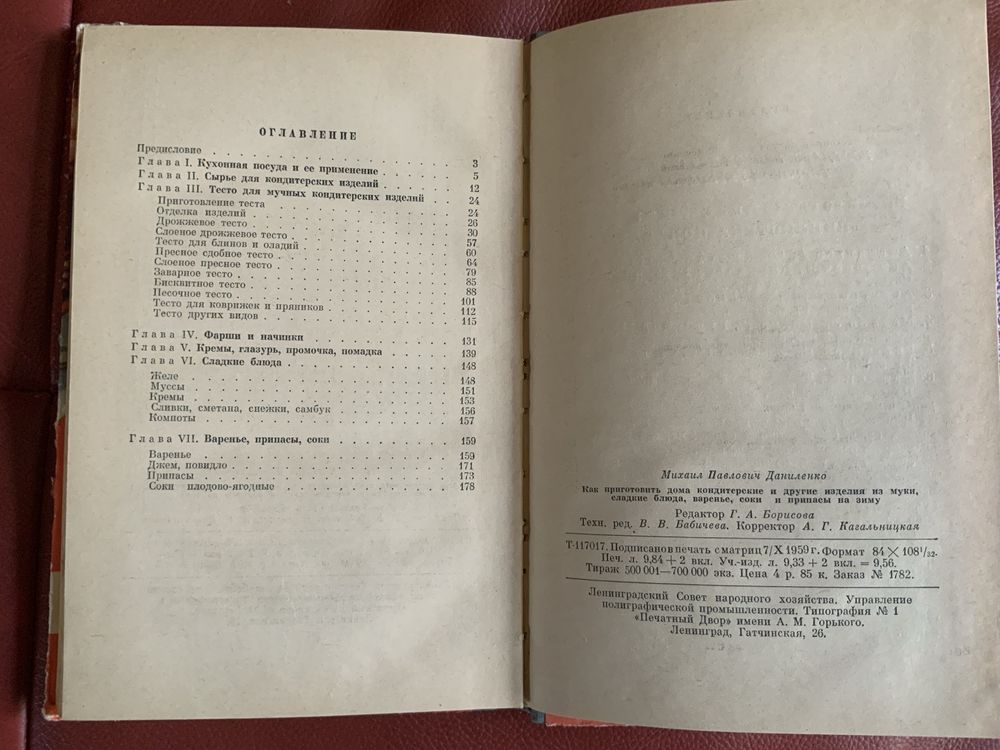 ОГЛАВЛЕНИЕ
Предисловие . . . . . . . . . . . . . . . . . . 3
Глава I. Кухонная посуда и ее применение . . . . . . 5
Глава II. Сырье для кондитерских изделий . . . . . . 12
Глава III. Тесто для мучных кондитерских изделий . . 24
Приготовление теста . . . . . . . . . . . . . . 24
Отделка изделий . . . . . . . . . . . . . . . . 26
Дрожжевое тесто . . . . . . . . . . . . . . . . 30
Слоеное дрожжевое тесто . . . . . . . . . . . . 57
Тесто для блинов и оладий . . . . . . . . . . . 60
Пресное сдобное тесто . . . . . . . . . . . . . 64
Слоеное пресное тесто . . . . . . . . . . . . . 79
Заварное тесто . . . . . . . . . . . . . . . . 85
Бисквитное тесто . . . . . . . . . . . . . . . 88
Песочное тесто . . . . . . . . . . . . . . . . 101
Тесто для коврижек и пряников . . . . . . . . . 112
Тесто других видов . . . . . . . . . . . . . . 115
Глава IV. Фарши и начинки . . . . . . . . . . . 131
Глава V. Кремы, глазурь, промочка, помадка . . . . 139
Глава VI. Сладкие блюда . . . . . . . . . . . . 148
Желе . . . . . . . . . . . . . . . . . . . . 148
Муссы . . . . . . . . . . . . . . . . . . . . 151
Кремы . . . . . . . . . . . . . . . . . . . . 153
Сливки, сметана, снежки, самбук . . . . . . . . 156
Компоты . . . . . . . . . . . . . . . . . . . 157
Глава VII. Варенье, припасы, соки . . . . . . . . 159
Варенье . . . . . . . . . . . . . . . . . . . 159
Джем, повидло . . . . . . . . . . . . . . . . 171
Припасы . . . . . . . . . . . . . . . . . . . 173
Соки плодово-ягодные . . . . . . . . . . . . . 178
Михаил Павлович Даниленко
Как приготовить дома кондитерские и другие изделия из муки,
сладкие блюда, варенье, соки и припасы на зиму
Редактор Г. А. Борисова
Техн. ред. В. В. Бабичева. Корректор А. Г. Кагальницкая
Т-117017. Подписано в печать с матриц 7/X 1959 г. Формат 84 × 108¹/₃₂.
Печ. л. 9,84 + 2 вкл. Уч.-изд. л. 9,33 + 2 вкл. = 9,56.
Тираж 500 001—700 000 экз. Цена 4 р. 85 к. Заказ № 1782.
Ленинградский Совет народного хозяйства. Управление
полиграфической промышленности. Типография № 1
«Печатный Двор» имени А. М. Горького.
Ленинград, Гатчинская, 26.